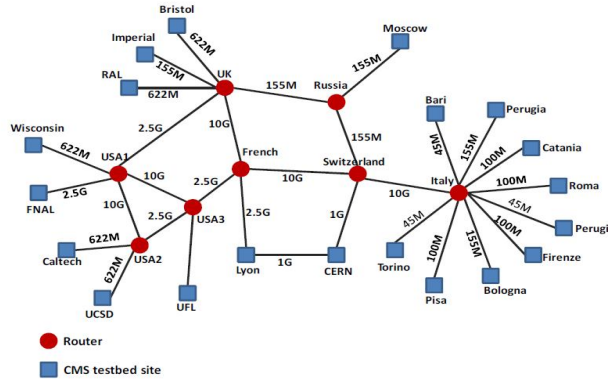 Bristol
Imperial
622M
155M
RAL
622M
UK
Moscow
155M
Russia
155M
155M
2.5G
10G
Wisconsin
622M
USA1
FNAL
2.5G
10G
10G
French
2.5G
10G
Switzerland
Bari
45M
Perugia
155M
Catania
100M
Roma
100M
Italy
10G
45M
Perugi
100M
Firenze
155M
Bologna
100M
Pisa
45M
Torino
2.5G
USA3
2.5G
1G
622M
Caltech
USA2
622M
UCSD
UFL
Lyon
1G
CERN
Router
CMS testbed site